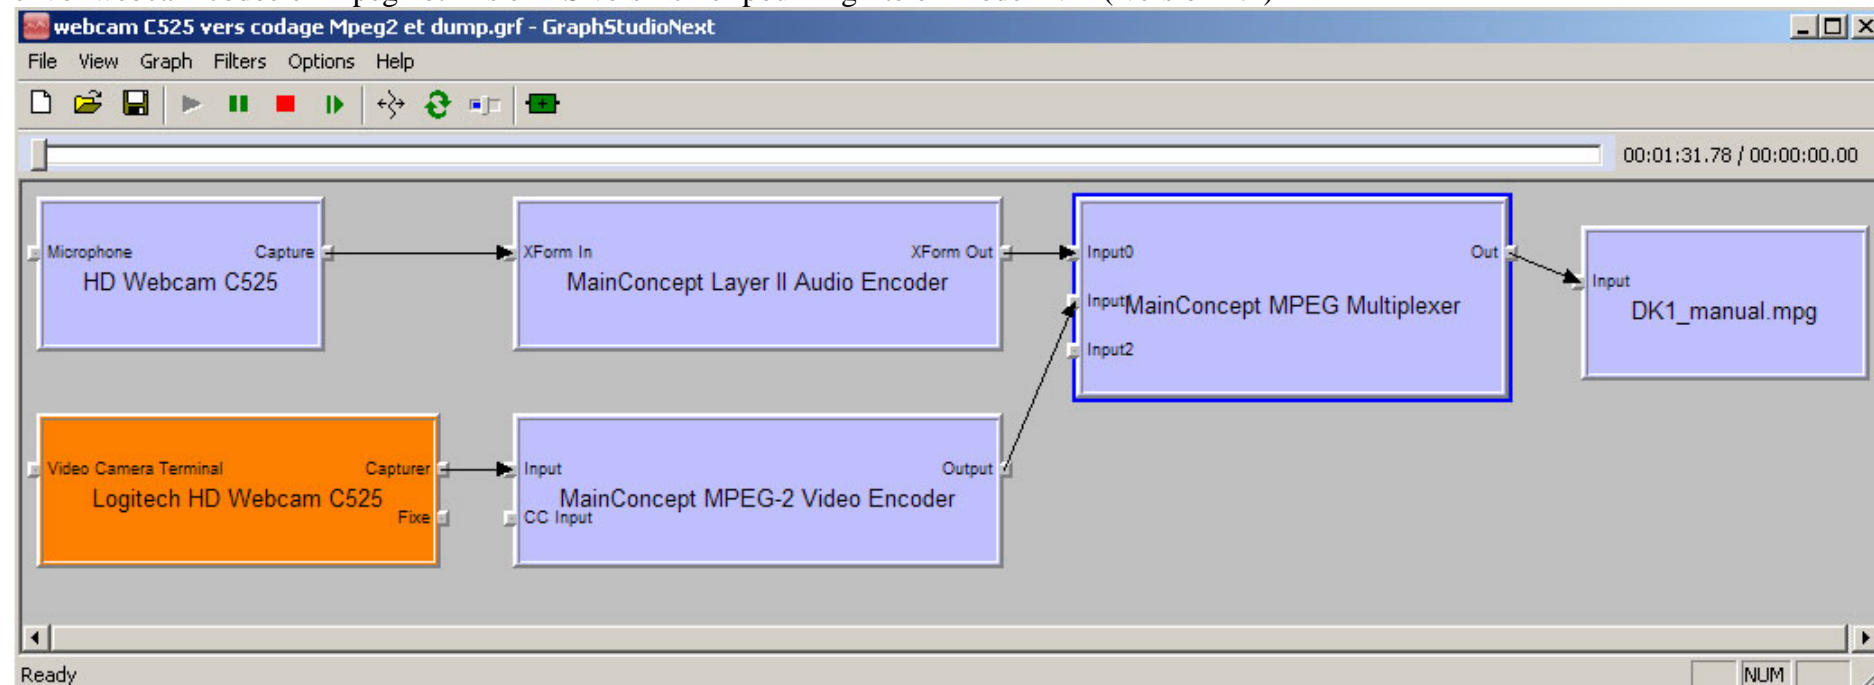 webcam C525 vers codage Mpeg2 et dump.grf - GraphStudioNext
File View Graph Filters Options Help
00:01:31.78 / 00:00:00.00
Microphone Capture
HD Webcam C525
XForm In XForm Out
MainConcept Layer II Audio Encoder
Input0 Out
Input MainConcept MPEG Multiplexer
Input2
Input
DK1_manual.mpg
Video Camera Terminal Capturer
Logitech HD Webcam C525
Fixe
Input Output
MainConcept MPEG-2 Video Encoder
CC Input
Ready NUM